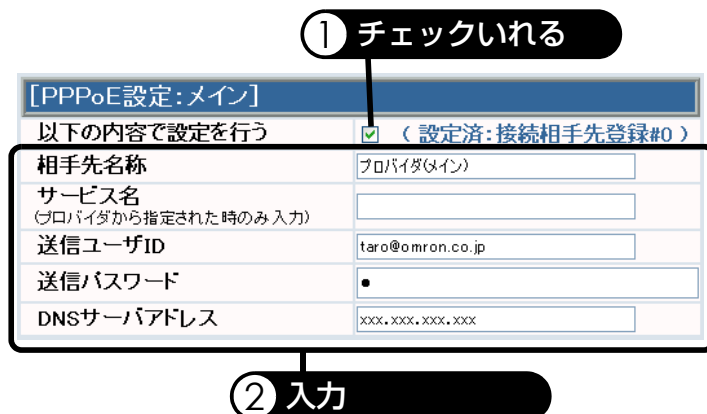 ① チェックいれる
[PPPoE設定:メイン]
以下の内容で設定を行う ☑ ( 設定済:接続相手先登録#0 )
相手先名称 プロバイダ(メイン)
サービス名
(プロバイダから指定された時のみ入力)
送信ユーザID taro@omron.co.jp
送信パスワード ●
DNSサーバアドレス xxx.xxx.xxx.xxx
② 入力